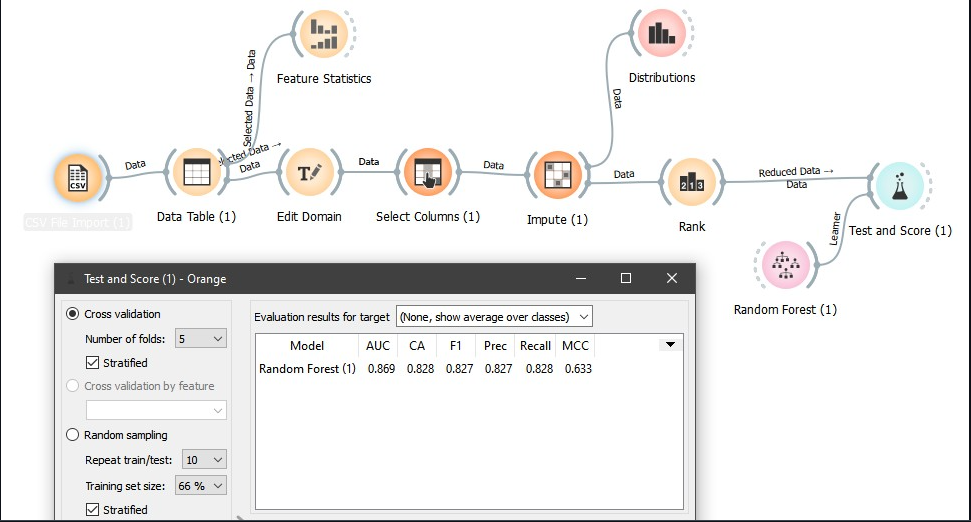 Feature Statistics
Distributions
Selected Data → Data
Data
Data
elected Data →
Data
Data
Data
Data
Data
Reduced Data →
Data
Learner
CSV
T
2 1 3
CSV File Import (1)
Data Table (1)
Edit Domain
Select Columns (1)
Impute (1)
Rank
Test and Score (1)
Random Forest (1)
Test and Score (1) - Orange
Cross validation
Number of folds: 5
Stratified
Cross validation by feature
Random sampling
Repeat train/test: 10
Training set size: 66 %
Stratified
Evaluation results for target (None, show average over classes)
Model AUC CA F1 Prec Recall MCC
Random Forest (1) 0.869 0.828 0.827 0.827 0.828 0.633